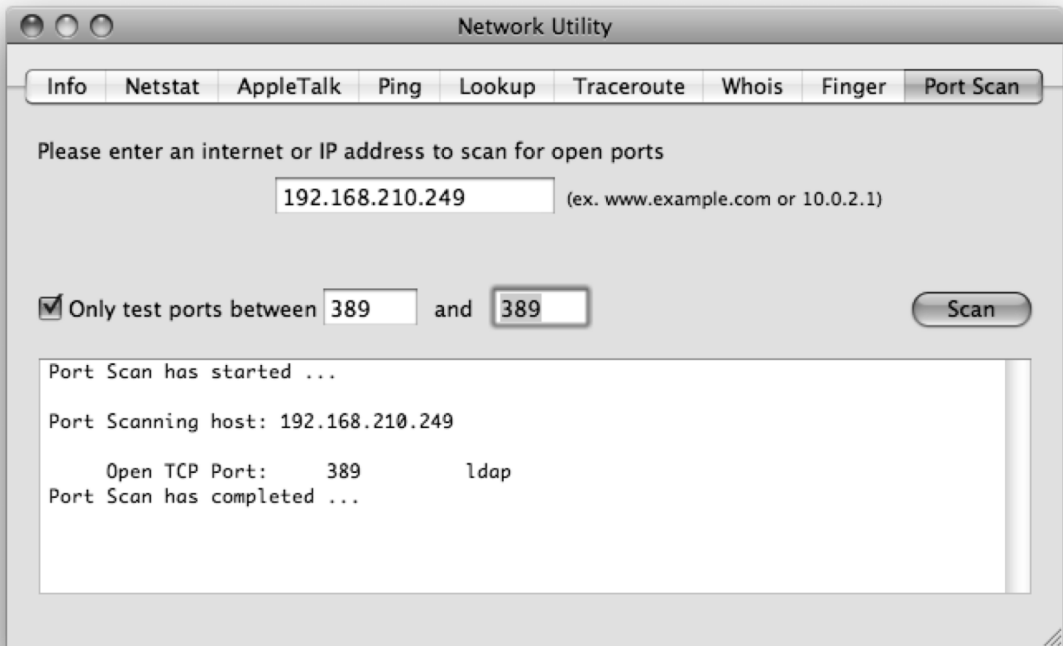 Network Utility
Info Netstat AppleTalk Ping Lookup Traceroute Whois Finger Port Scan
Please enter an internet or IP address to scan for open ports
192.168.210.249 (ex. www.example.com or 10.0.2.1)
Only test ports between 389 and 389 Scan
Port Scan has started ...
Port Scanning host: 192.168.210.249
Open TCP Port: 389 ldap
Port Scan has completed ...